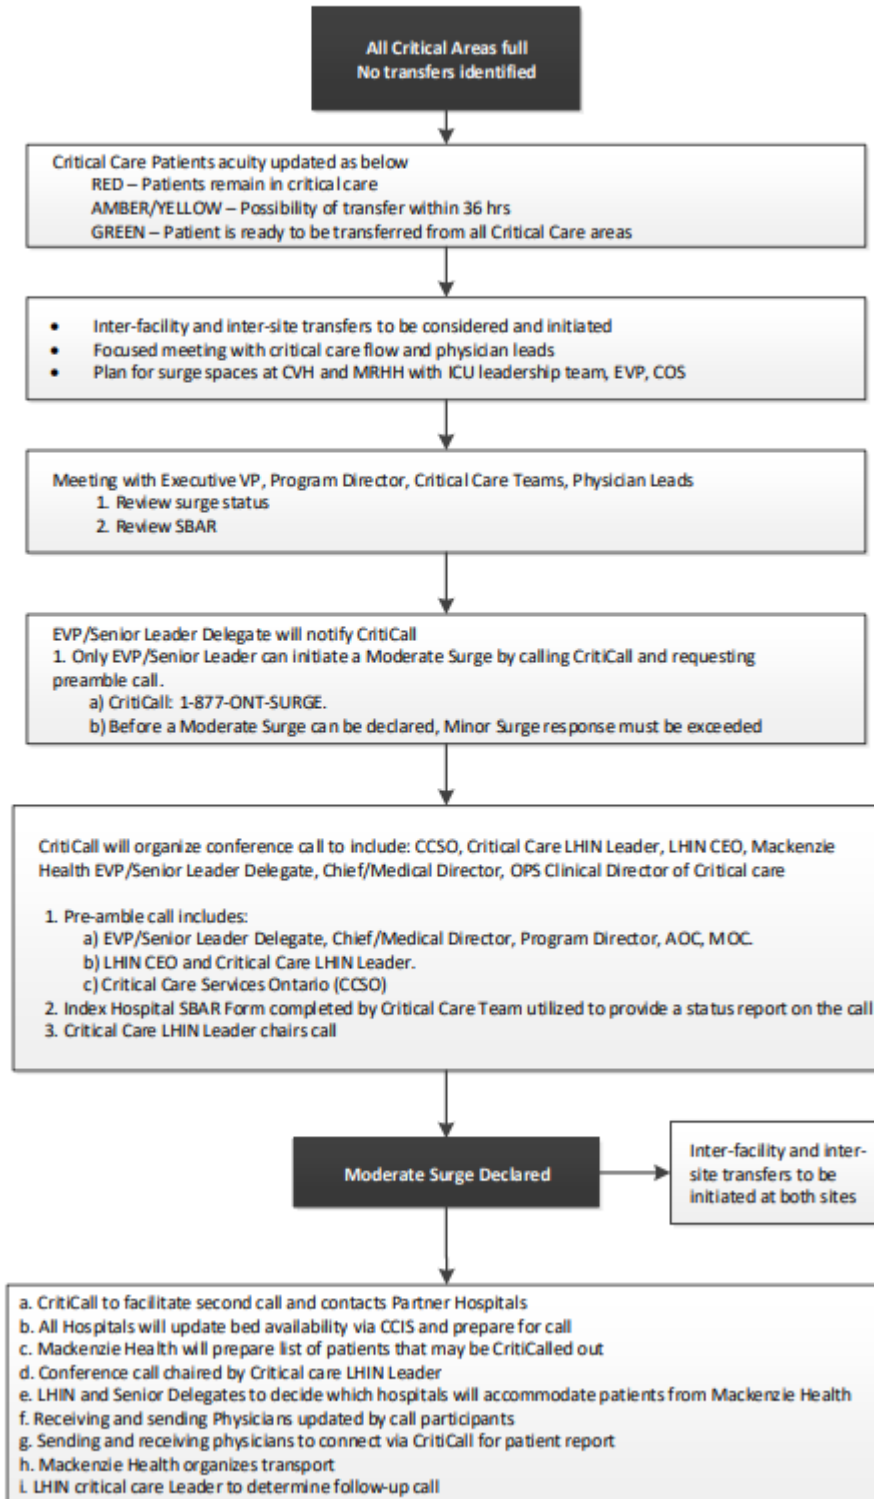 All Critical Areas full
No transfers identified
Critical Care Patients acuity updated as below
RED – Patients remain in critical care
AMBER/YELLOW – Possibility of transfer within 36 hrs
GREEN – Patient is ready to be transferred from all Critical Care areas
• Inter-facility and inter-site transfers to be considered and initiated
• Focused meeting with critical care flow and physician leads
• Plan for surge spaces at CVH and MRHH with ICU leadership team, EVP, COS
Meeting with Executive VP, Program Director, Critical Care Teams, Physician Leads
1. Review surge status
2. Review SBAR
EVP/Senior Leader Delegate will notify CritiCall
1. Only EVP/Senior Leader can initiate a Moderate Surge by calling CritiCall and requesting
preamble call.
a) CritiCall: 1-877-ONT-SURGE.
b) Before a Moderate Surge can be declared, Minor Surge response must be exceeded
CritiCall will organize conference call to include: CCSO, Critical Care LHIN Leader, LHIN CEO, Mackenzie
Health EVP/Senior Leader Delegate, Chief/Medical Director, OPS Clinical Director of Critical care
1. Pre-amble call includes:
a) EVP/Senior Leader Delegate, Chief/Medical Director, Program Director, AOC, MOC.
b) LHIN CEO and Critical Care LHIN Leader.
c) Critical Care Services Ontario (CCSO)
2. Index Hospital SBAR Form completed by Critical Care Team utilized to provide a status report on the call
3. Critical Care LHIN Leader chairs call
Moderate Surge Declared
Inter-facility and inter-
site transfers to be
initiated at both sites
a. CritiCall to facilitate second call and contacts Partner Hospitals
b. All Hospitals will update bed availability via CCIS and prepare for call
c. Mackenzie Health will prepare list of patients that may be CritiCalled out
d. Conference call chaired by Critical care LHIN Leader
e. LHIN and Senior Delegates to decide which hospitals will accommodate patients from Mackenzie Health
f. Receiving and sending Physicians updated by call participants
g. Sending and receiving physicians to connect via CritiCall for patient report
h. Mackenzie Health organizes transport
i. LHIN critical care Leader to determine follow-up call